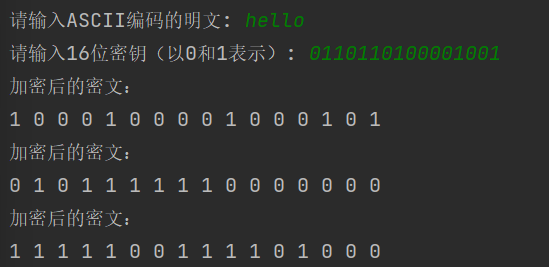 请输入ASCII编码的明文: hello
请输入16位密钥（以0和1表示）: 0110110100001001
加密后的密文:
1 0 0 0 1 0 0 0 0 1 0 0 0 1 0 1
加密后的密文:
0 1 0 1 1 1 1 1 1 0 0 0 0 0 0 0
加密后的密文:
1 1 1 1 1 0 0 1 1 1 1 0 1 0 0 0